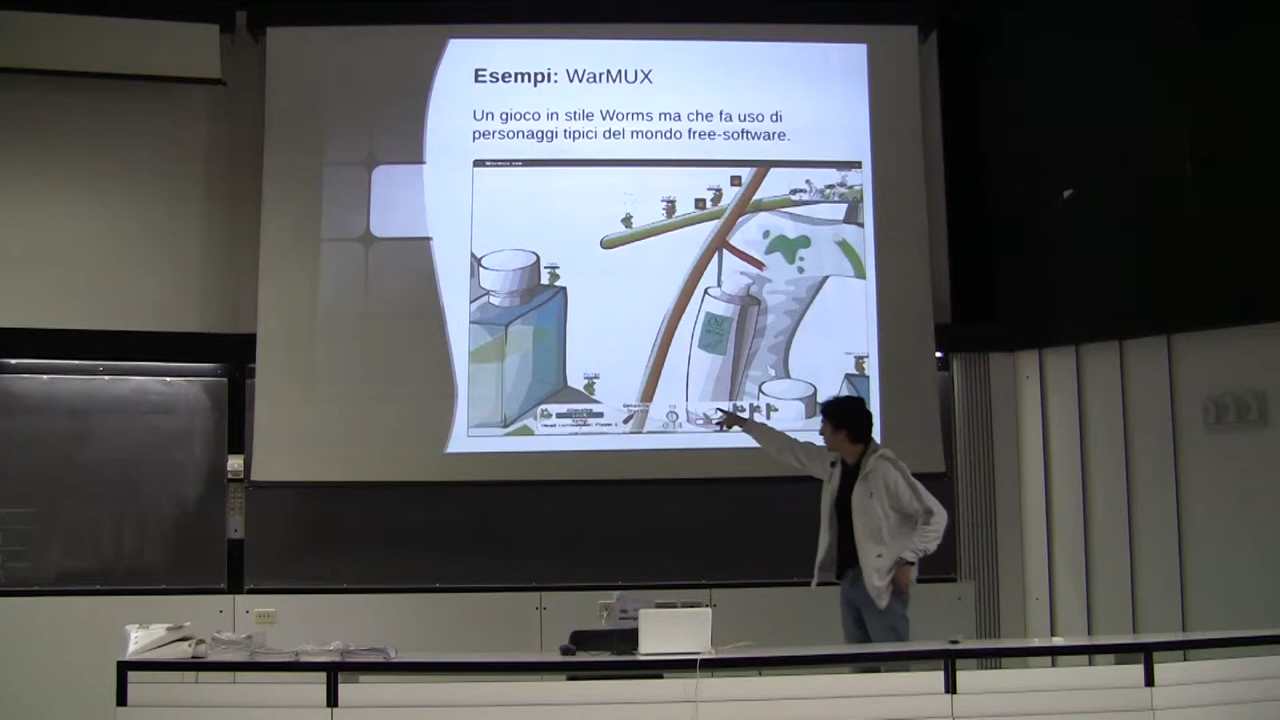 Esempi: WarMUX
Un gioco in stile Worms ma che fa uso di
personaggi tipici del mondo free-software.